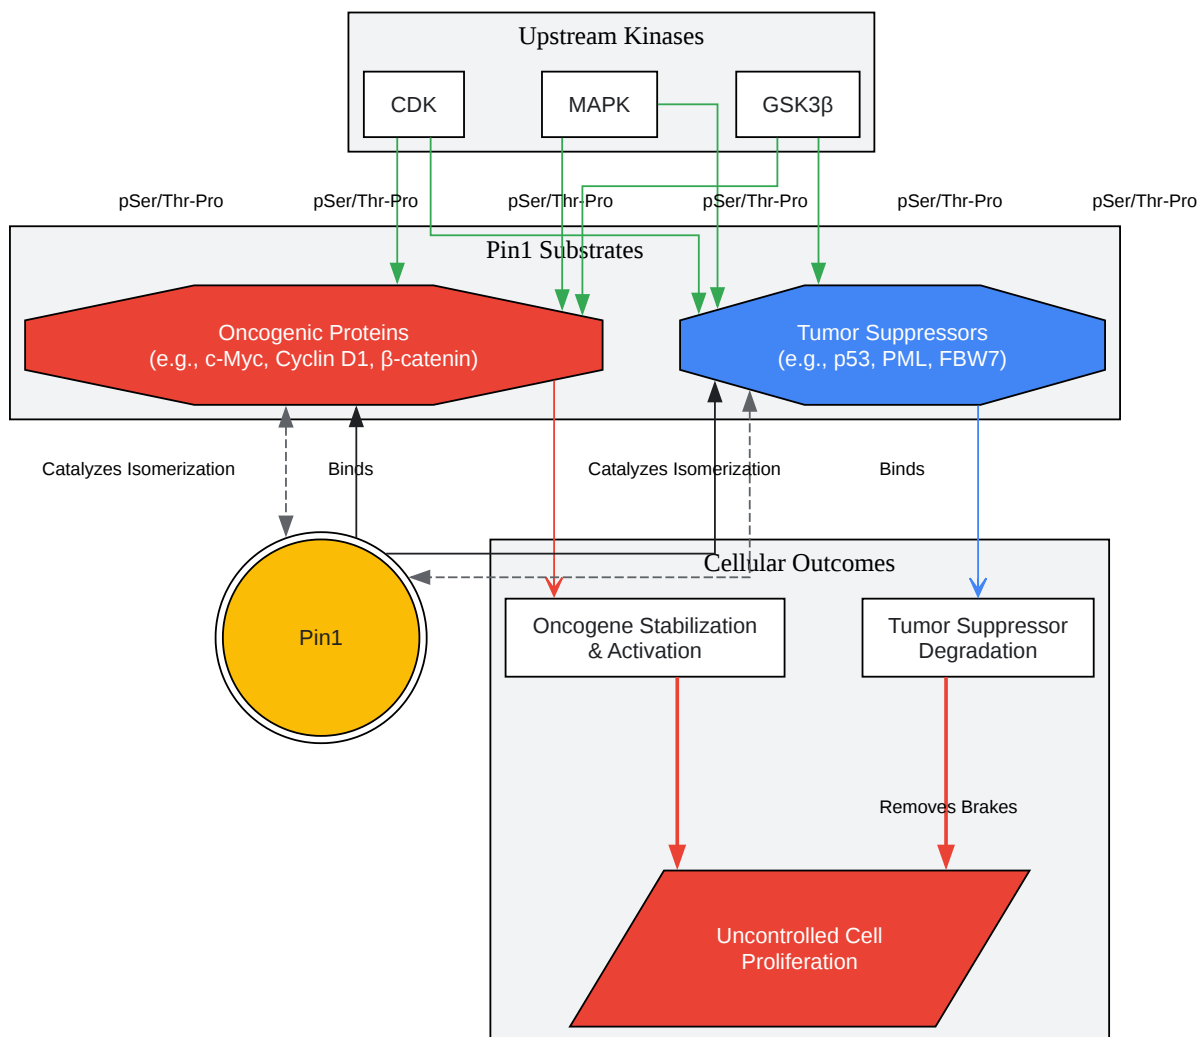 Upstream Kinases
CDK
MAPK
GSK3β
pSer/Thr-Pro
pSer/Thr-Pro
pSer/Thr-Pro
pSer/Thr-Pro
pSer/Thr-Pro
pSer/Thr-Pro
Pin1 Substrates
Oncogenic Proteins
(e.g., c-Myc, Cyclin D1, β-catenin)
Tumor Suppressors
(e.g., p53, PML, FBW7)
Catalyzes Isomerization
Binds
Catalyzes Isomerization
Binds
Pin1
Cellular Outcomes
Oncogene Stabilization
& Activation
Tumor Suppressor
Degradation
Removes Brakes
Uncontrolled Cell
Proliferation